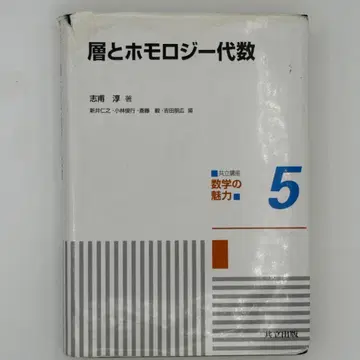 層とホモロジー代数
志甫 淳 著
新井仁之・小林俊行・斎藤 毅・吉田朋広 編
■共立講座
数学の
魅力■
5
共立出版